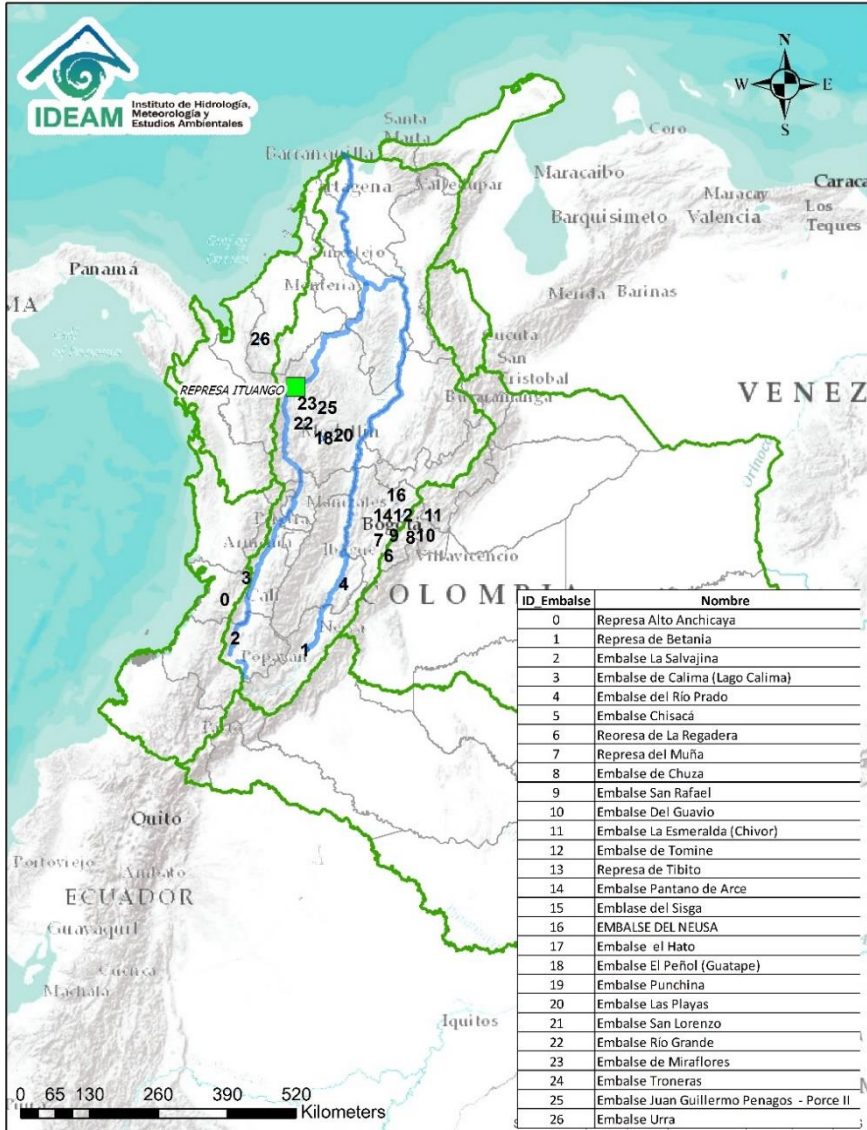 IDEAM
Instituto de Hidrología,
Meteorología y
Estudios Ambientales
N
W E
S
Santa
Marta
Barranquilla
Cartagena
Valledupar
Coro
Maracaibo
Maracay
Caraca
Barquisimeto Valencia
Los
Teques
Panamá
MA
Sincelejo
Montería
Merida Barinas
26
Cucuta
San
Cristobal
Bucaramanga
REPRESA ITUANGO
23 25
22
Medellín
18 20
VENEZ
Orinoco
16
Manizales
14 12 11
Pereira
Bogotá
9 8 10
7
Armenia
Ibague
6
Villavicencio
3
4
0
Cali
COLOMBIA
Neiva
2
1
Popayán
Pasto
Quito
Portoviejo
Ambato
ECUADOR
Guayaquil
Cuenca
Machala
Iquitos
Piura
ID_Embalse Nombre
0 Represa Alto Anchicaya
1 Represa de Betania
2 Embalse La Salvajina
3 Embalse de Calima (Lago Calima)
4 Embalse del Río Prado
5 Embalse Chisacá
6 Reoresa de La Regadera
7 Represa del Muña
8 Embalse de Chuza
9 Embalse San Rafael
10 Embalse Del Guavio
11 Embalse La Esmeralda (Chivor)
12 Embalse de Tomine
13 Represa de Tibito
14 Embalse Pantano de Arce
15 Emblase del Sisga
16 EMBALSE DEL NEUSA
17 Embalse el Hato
18 Embalse El Peñol (Guatape)
19 Embalse Punchina
20 Embalse Las Playas
21 Embalse San Lorenzo
22 Embalse Río Grande
23 Embalse de Miraflores
24 Embalse Troneras
25 Embalse Juan Guillermo Penagos - Porce II
26 Embalse Urra
0 65 130 260 390 520
Kilometers